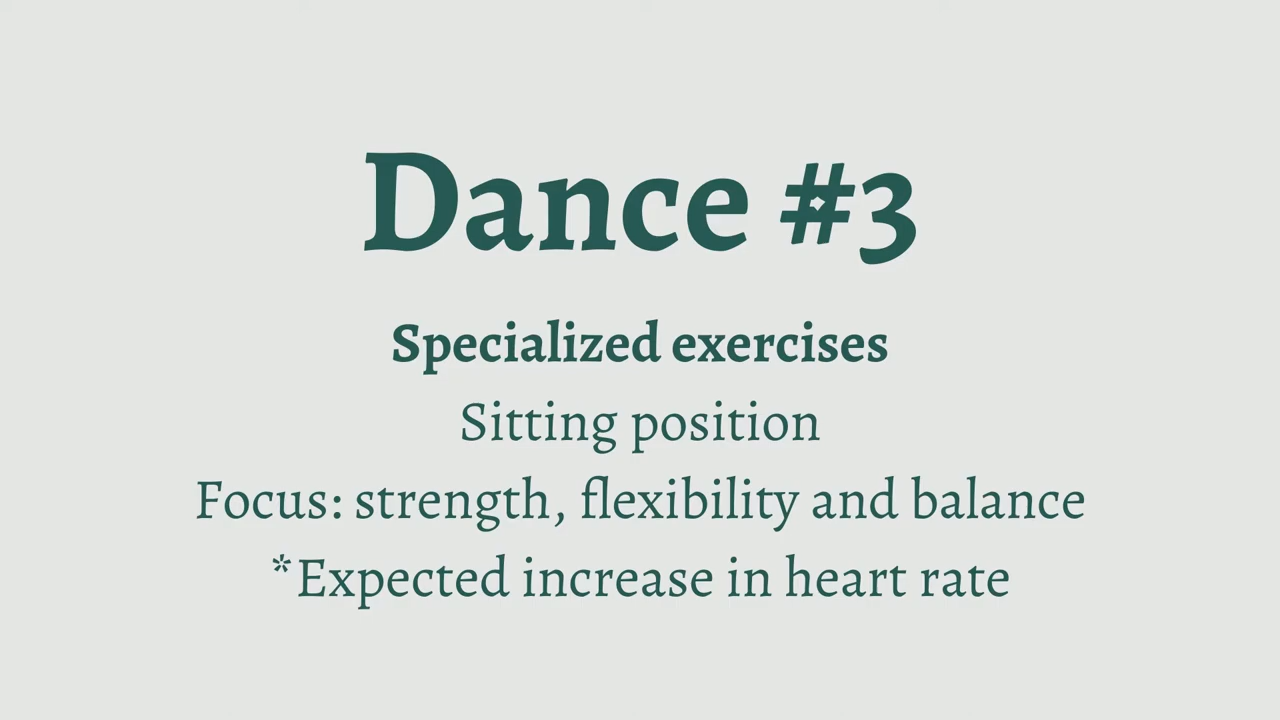 Dance #3
Specialized exercises
Sitting position
Focus: strength, flexibility and balance
*Expected increase in heart rate